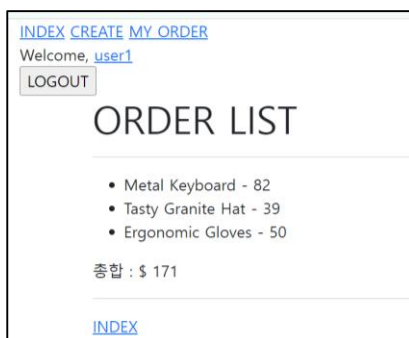 INDEX CREATE MY ORDER
Welcome, user1
LOGOUT
ORDER LIST
Metal Keyboard - 82
Tasty Granite Hat - 39
Ergonomic Gloves - 50
총합 : $ 171
INDEX